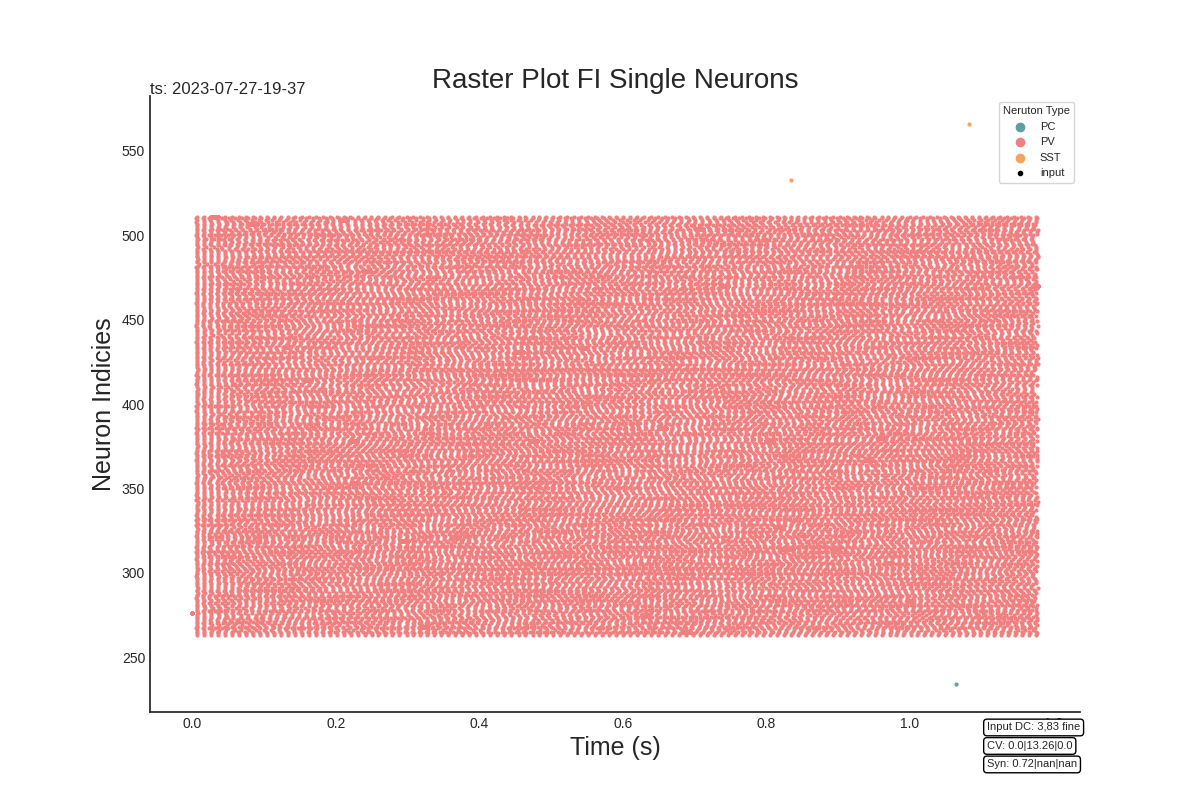 Raster Plot FI Single Neurons
ts: 2023-07-27-19-37
Neruton Type
PC
PV
SST
input
Neuron Indicies
550
500
450
400
350
300
250
0.0 0.2 0.4 0.6 0.8 1.0
Time (s)
Input DC: 3,83 fine
CV: 0.0|13.26|0.0
Syn: 0.72|nan|nan